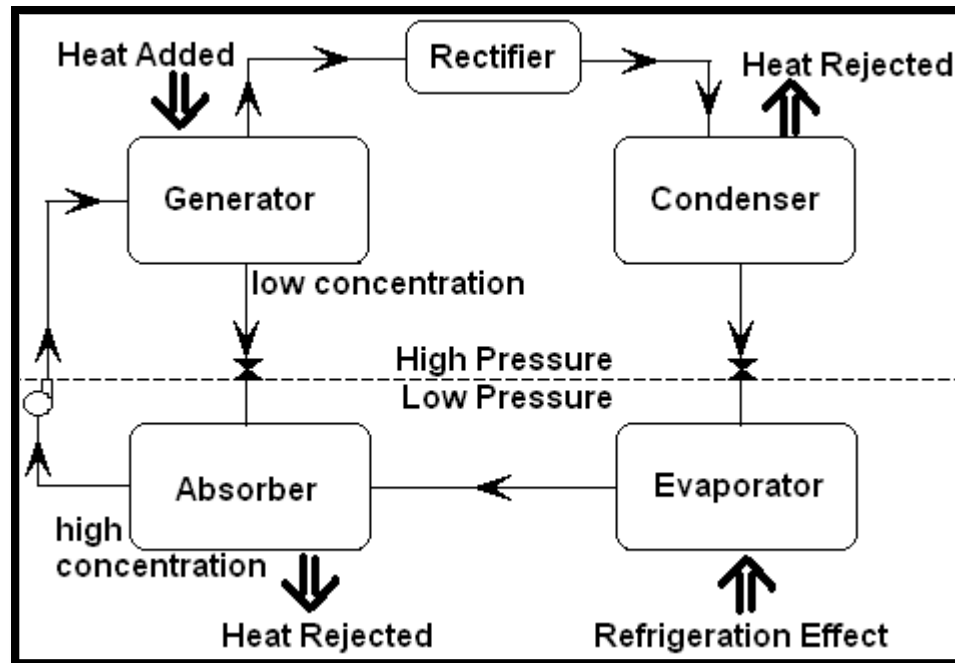 Heat Added
Rectifier
Heat Rejected
Generator
Condenser
low concentration
High Pressure
Low Pressure
Absorber
Evaporator
high
concentration
Heat Rejected
Refrigeration Effect